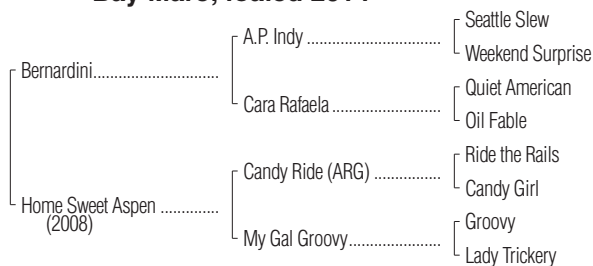 Bay Mare; foaled
Seattle Slew
A.P. Indy ................................
Weekend Surprise
Bernardini..............................
Quiet American
Cara Rafaela ..........................
Oil Fable
Ride the Rails
Candy Ride (ARG) ................
Candy Girl
Home Sweet Aspen ..............
(2008)
Groovy
My Gal Groovy......................
Lady Trickery